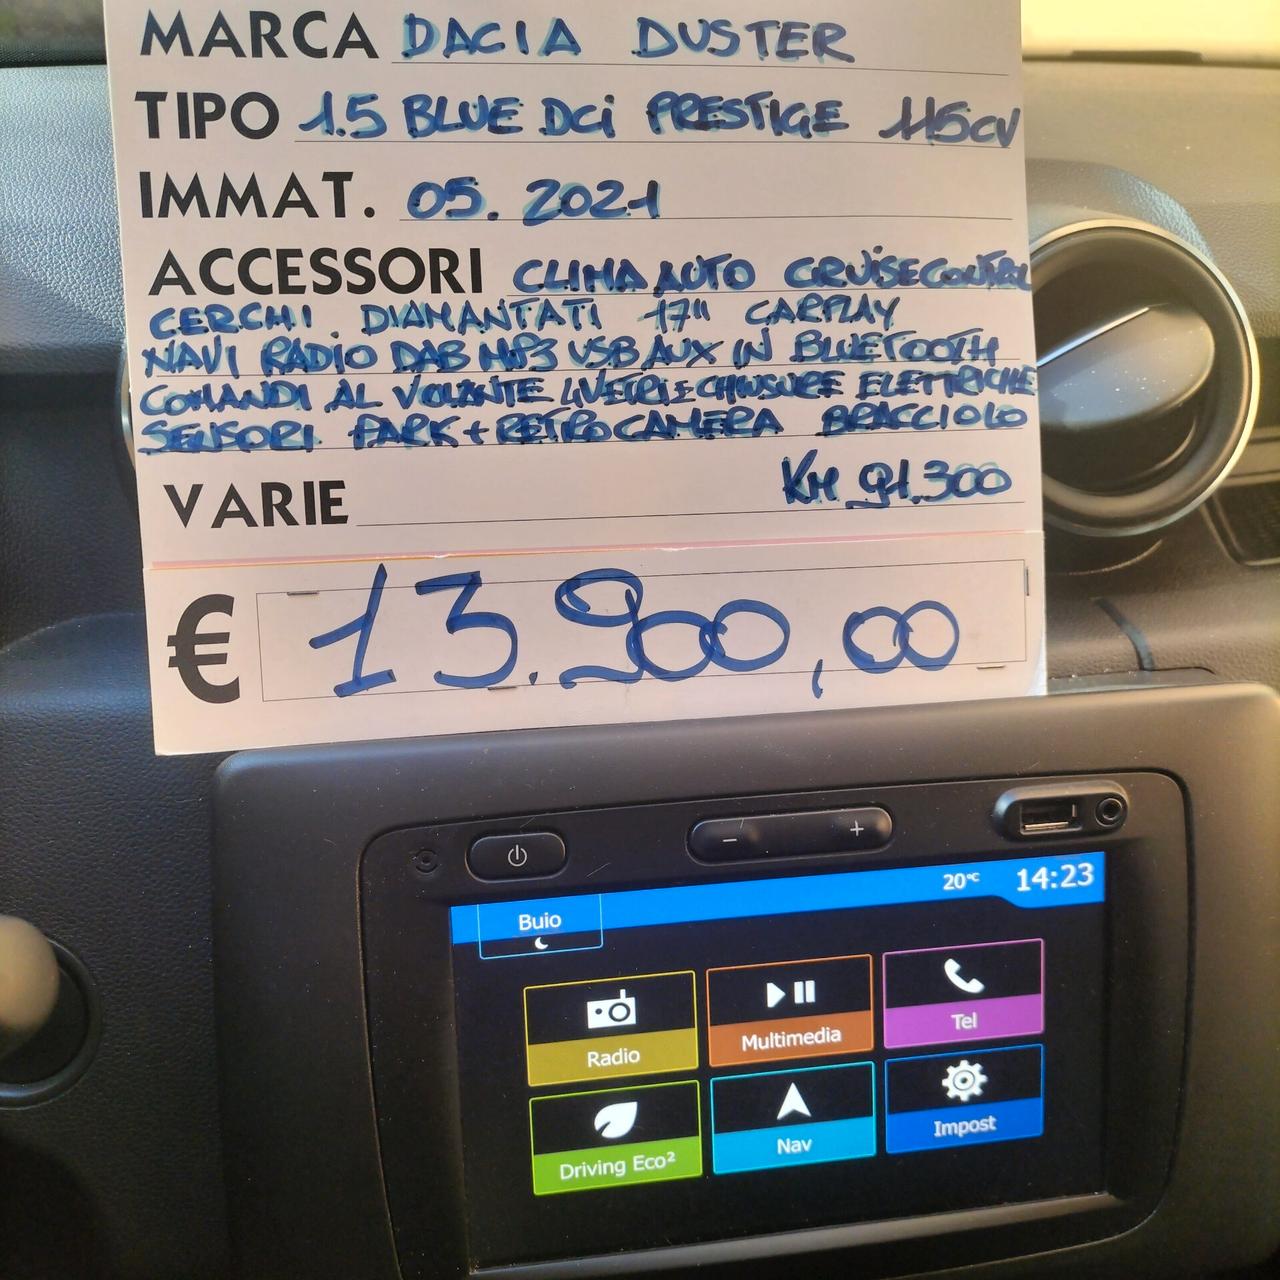 MARCA DACIA DUSTER
TIPO 1.5 BLUE DCi PRESTIGE 115CV
IMMAT. 05.2021
ACCESSORI CLIMA AUTO CRUISECONTROL
CERCHI DIAMANTATI 17" CARPLAY
NAVI RADIO DAB MP3 USB AUX IN BLUETOOTH
COMANDI AL VOLANTE 4VETRI E CHIUSURE ELETTRICHE
SENSORI PARK+RETROCAMERA BRACCIOLO
KM 91.300
VARIE
€ 13.900,00
− +
20°C 14:23
Buio
Radio Multimedia Tel
Driving Eco² Nav Impost